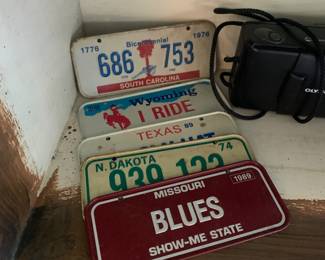 1776 Bicentennial 1976
686 753
SOUTH CAROLINA
Wyoming
I RIDE
TEXAS 89
N. DAKOTA 74
939 122
MISSOURI 1989
BLUES
SHOW-ME STATE